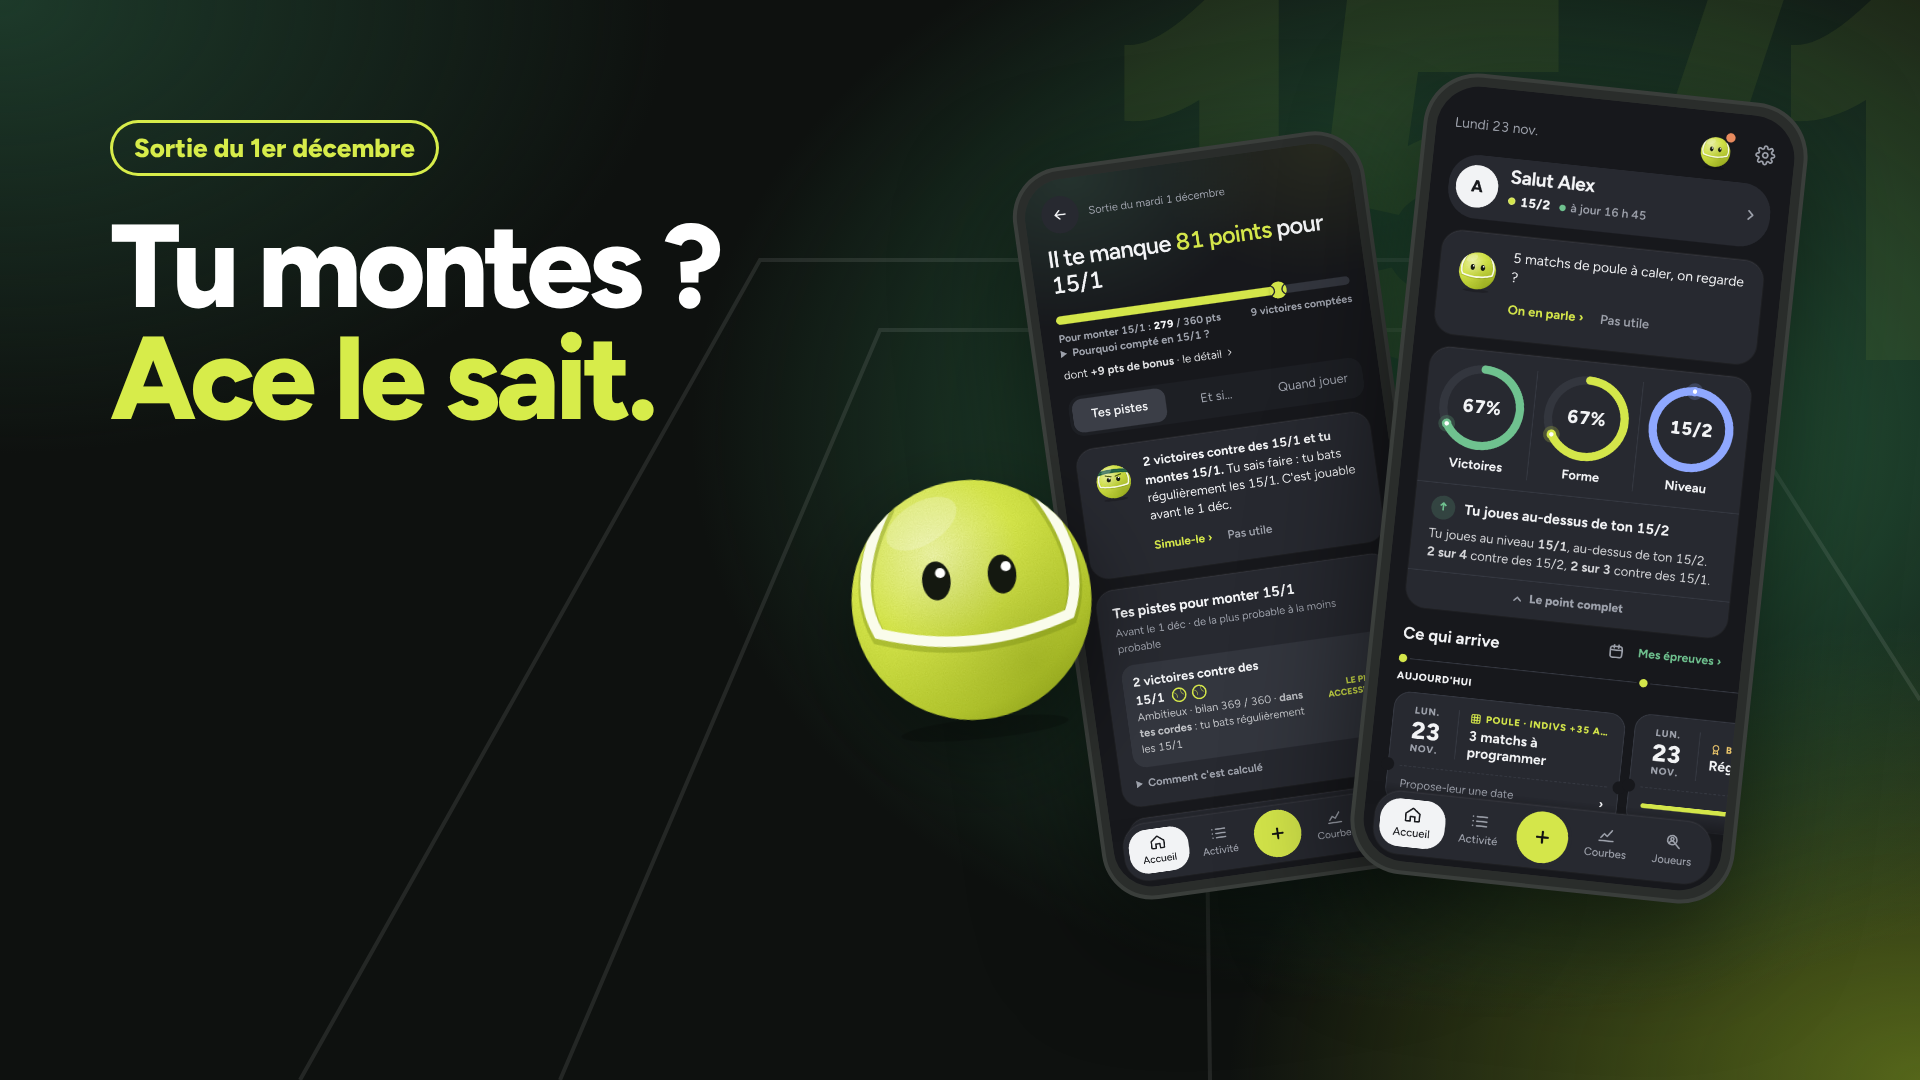 Sortie du 1er décembre
Tu montes ?
Ace le sait.
Sortie du mardi 1 décembre
Il te manque 81 points pour
15/1
Pour monter 15/1 : 279 / 360 pts
9 victoires comptées
Pourquoi compté en 15/1 ?
dont +9 pts de bonus · le détail ›
Tes pistes
Et si...
Quand jouer
2 victoires contre des 15/1 et tu
montes 15/1. Tu sais faire : tu bats
régulièrement les 15/1. C'est jouable
avant le 1 déc.
Simule-le ›
Pas utile
Tes pistes pour monter 15/1
Avant le 1 déc · de la plus probable à la moins
probable
2 victoires contre des
15/1
Ambitieux · bilan 369 / 360 · dans
tes cordes : tu bats régulièrement
les 15/1
Comment c'est calculé
Accueil
Activité
+
Lundi 23 nov.
A
Salut Alex
15/2
à jour 16 h 45
5 matchs de poule à caler, on regarde
?
On en parle ›
Pas utile
67%
67%
15/2
Victoires
Forme
Niveau
Tu joues au-dessus de ton 15/2
Tu joues au niveau 15/1, au-dessus de ton 15/2.
2 sur 4 contre des 15/2, 2 sur 3 contre des 15/1.
Le point complet
Ce qui arrive
Mes épreuves ›
AUJOURD'HUI
LUN.
23
NOV.
POULE · INDIVS +35 A...
3 matchs à
programmer
Propose-leur une date
LUN.
23
NOV.
Accueil
Activité
+
Courbes
Joueurs
15/1